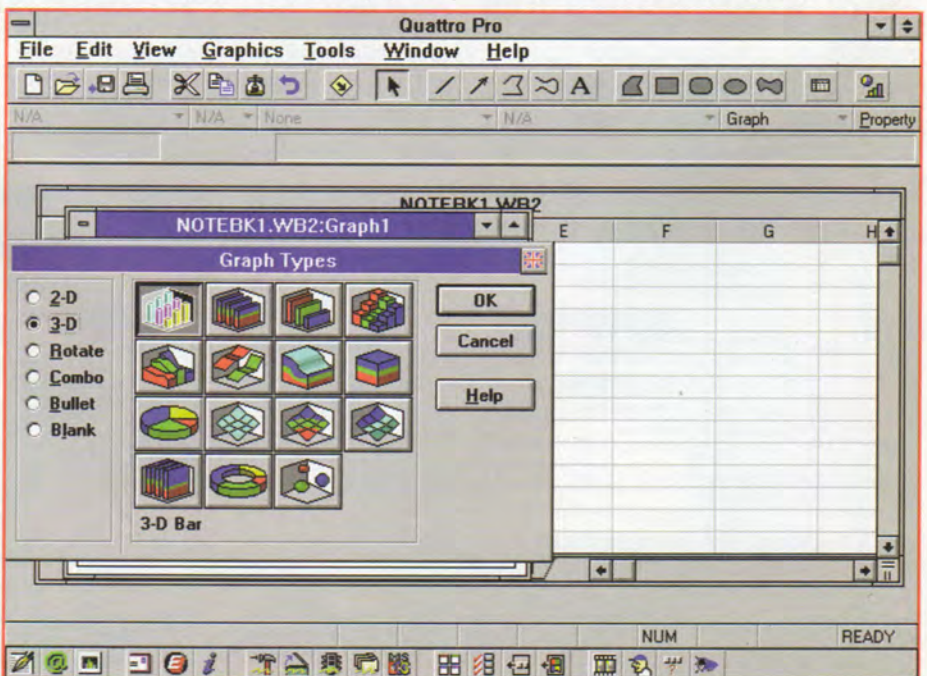 Quattro Pro
File Edit View Graphics Tools Window Help
A
N/A N/A None N/A Graph Property
NOTEBK1.WB2
NOTEBK1.WB2:Graph1
E F G H
Graph Types
2-D
3-D
Rotate
Combo
Bullet
Blank
OK
Cancel
Help
3-D Bar
NUM READY
MS